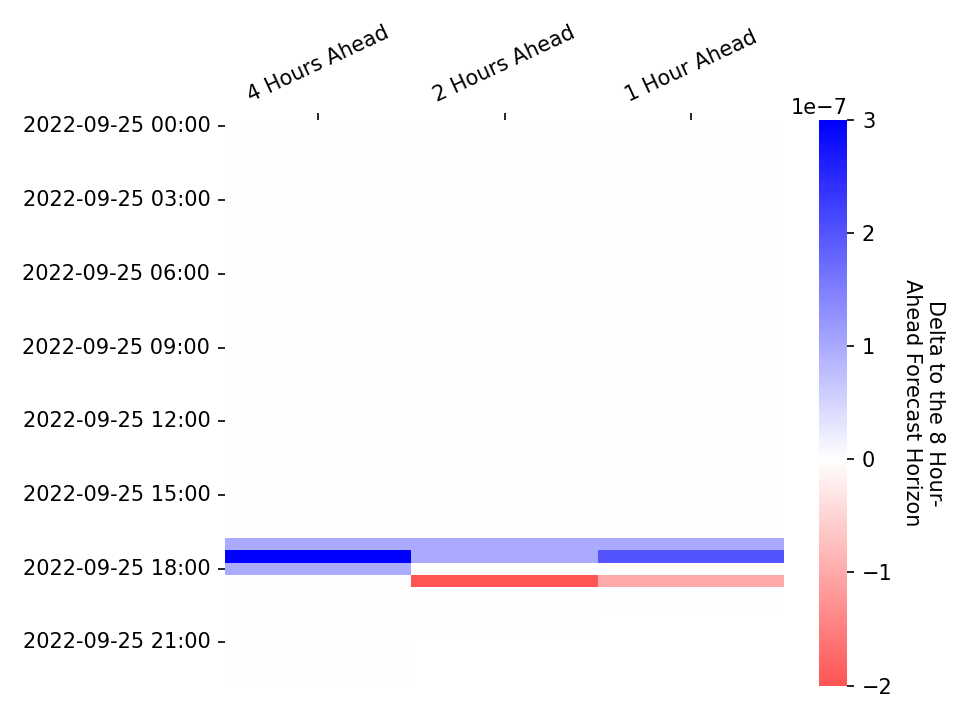 4 Hours Ahead
2 Hours Ahead
1 Hour Ahead
1e−7
2022-09-25 00:00
2022-09-25 03:00
2022-09-25 06:00
2022-09-25 09:00
2022-09-25 12:00
2022-09-25 15:00
2022-09-25 18:00
2022-09-25 21:00
3
2
1
0
−1
−2
Delta to the 8 Hour-
Ahead Forecast Horizon